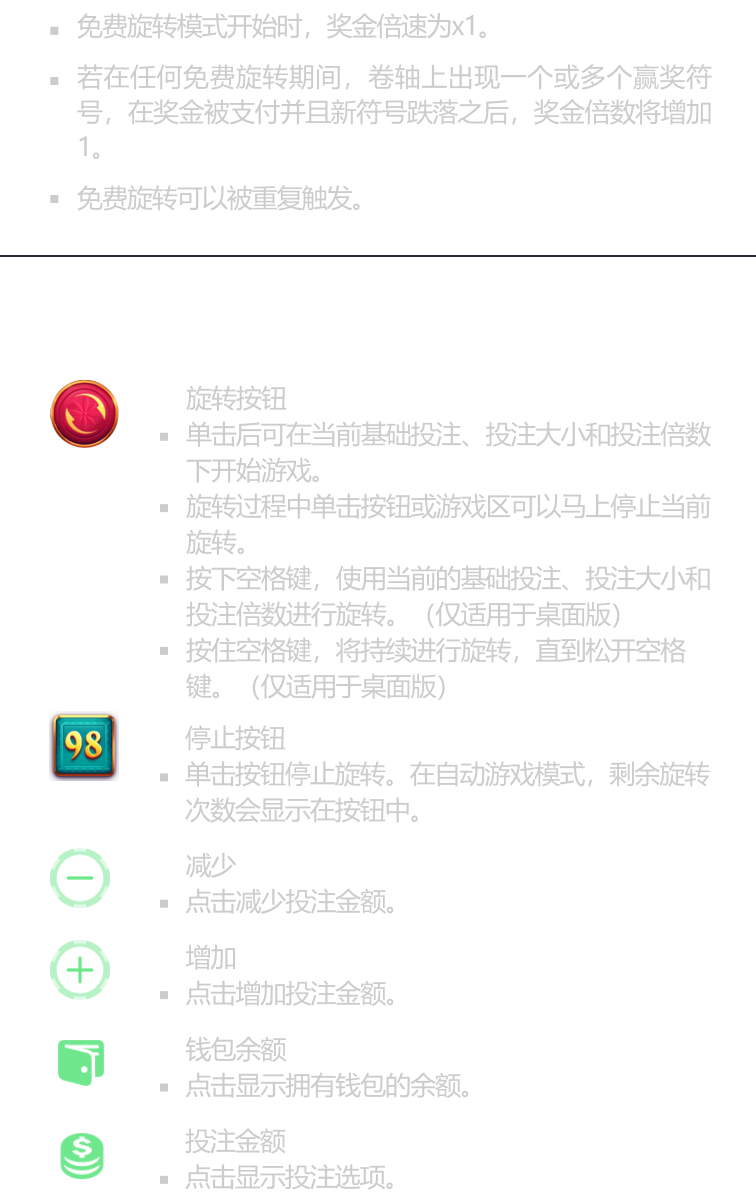 免费旋转模式开始时，奖金倍速为x1。
若在任何免费旋转期间，卷轴上出现一个或多个赢奖符
号，在奖金被支付并且新符号跌落之后，奖金倍数将增加
1。
免费旋转可以被重复触发。
旋转按钮
单击后可在当前基础投注、投注大小和投注倍数
下开始游戏。
旋转过程中单击按钮或游戏区可以马上停止当前
旋转。
按下空格键，使用当前的基础投注、投注大小和
投注倍数进行旋转。（仅适用于桌面版）
按住空格键，将持续进行旋转，直到松开空格
键。（仅适用于桌面版）
98
停止按钮
单击按钮停止旋转。在自动游戏模式，剩余旋转
次数会显示在按钮中。
减少
点击减少投注金额。
增加
点击增加投注金额。
钱包余额
点击显示拥有钱包的余额。
$
投注金额
点击显示投注选项。